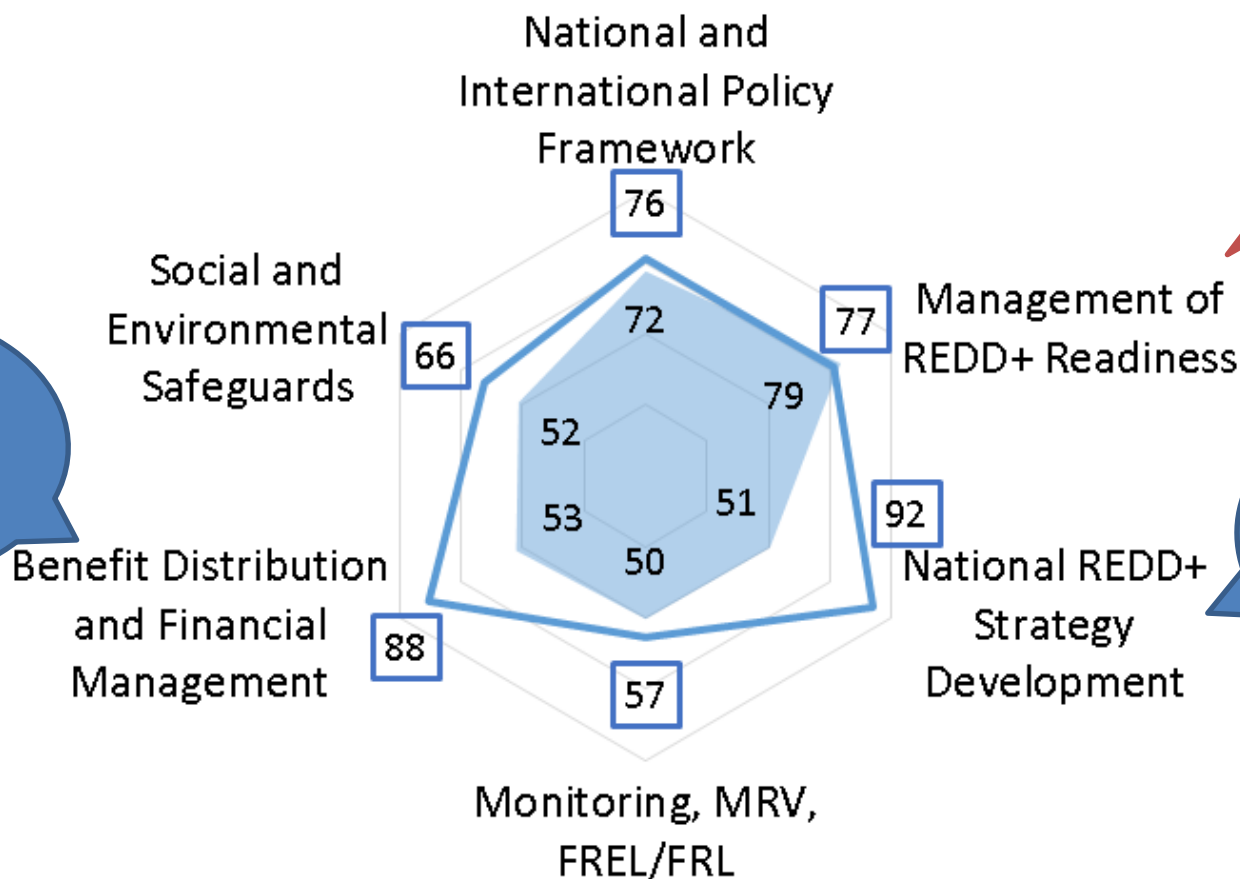 National and
International Policy
Framework
76
72
Management of
REDD+ Readiness
77
79
92
51
National REDD+
Strategy
Development
50
57
Monitoring, MRV,
FREL/FRL
Benefit Distribution
and Financial
Management
88
53
Social and
Environmental
Safeguards
66
52